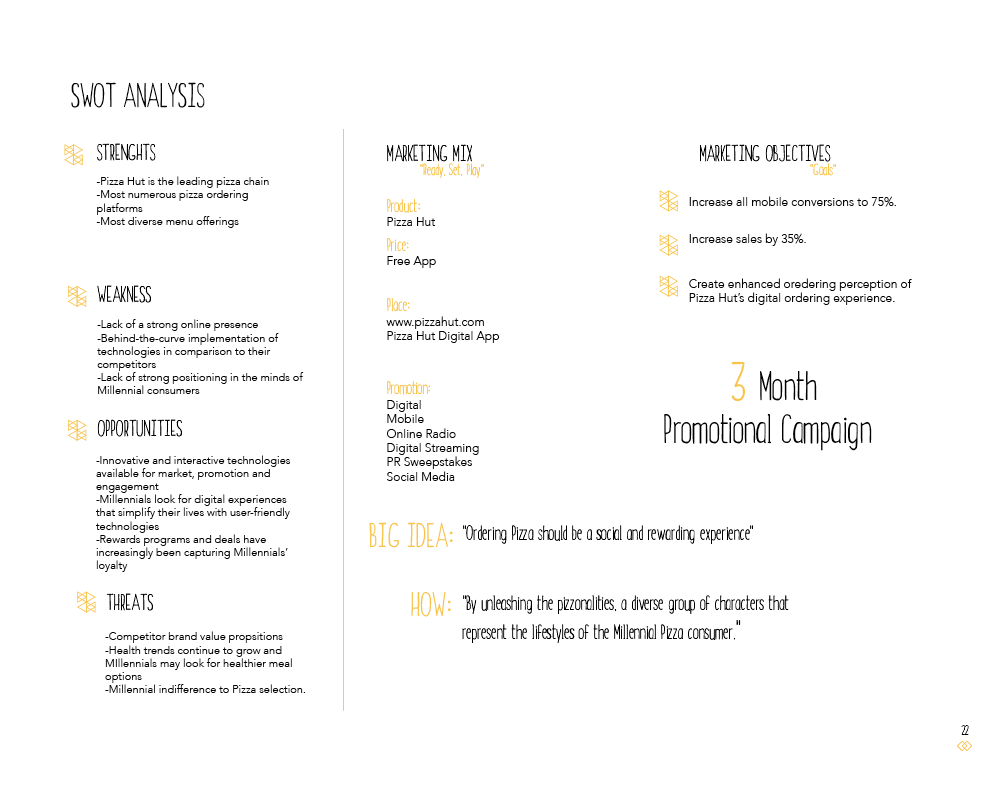 SWOT ANALYSIS
STRENGHTS
-Pizza Hut is the leading pizza chain
-Most numerous pizza ordering
platforms
-Most diverse menu offerings
WEAKNESS
-Lack of a strong online presence
-Behind-the-curve implementation of
technologies in comparison to their
competitors
-Lack of strong positioning in the minds of
Millennial consumers
OPPORTUNITIES
-Innovative and interactive technologies
available for market, promotion and
engagement
-Millennials look for digital experiences
that simplify their lives with user-friendly
technologies
-Rewards programs and deals have
increasingly been capturing Millennials’
loyalty
THREATS
-Competitor brand value propsitions
-Health trends continue to grow and
MIllennials may look for healthier meal
options
-Millennial indifference to Pizza selection.
MARKETING MIX
"Ready, Set, Play"
Product:
Pizza Hut
Price:
Free App
Place:
www.pizzahut.com
Pizza Hut Digital App
Promotion:
Digital
Mobile
Online Radio
Digital Streaming
PR Sweepstakes
Social Media
MARKETING OBJECTIVES
"Goals"
Increase all mobile conversions to 75%.
Increase sales by 35%.
Create enhanced oredering perception of
Pizza Hut’s digital ordering experience.
3 Month
Promotional Campaign
BIG IDEA: "Ordering Pizza should be a social and rewarding experience"
HOW: "By unleashing the pizzonalities, a diverse group of characters that
represent the lifestyles of the Millennial Pizza consumer."
22